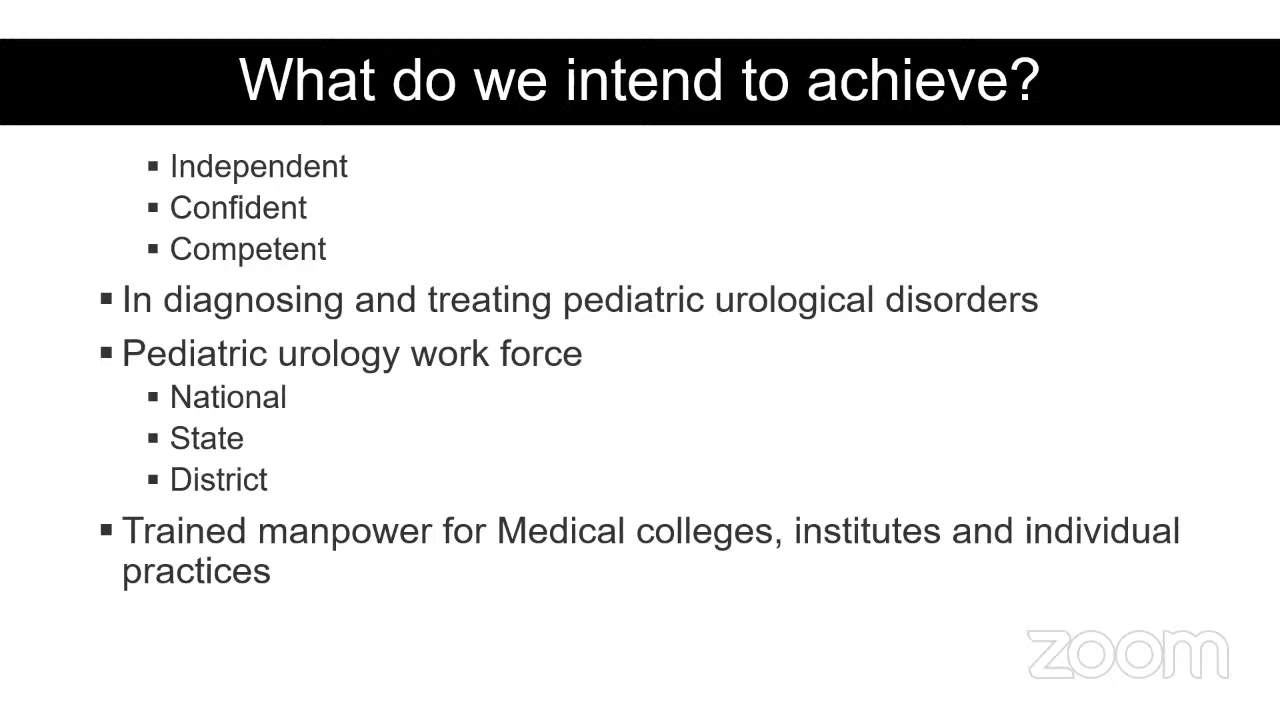 What do we intend to achieve?
▪ Independent
▪ Confident
▪ Competent
▪ In diagnosing and treating pediatric urological disorders
▪ Pediatric urology work force
▪ National
▪ State
▪ District
▪ Trained manpower for Medical colleges, institutes and individual
practices
zoom